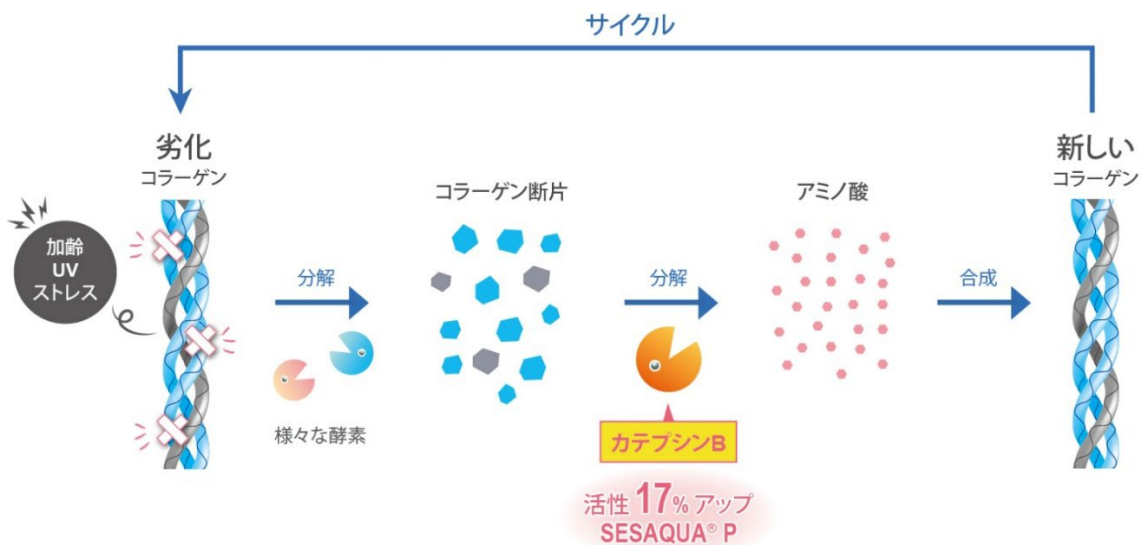 サイクル
劣化
コラーゲン
加齢
UV
ストレス
分解
様々な酵素
コラーゲン断片
分解
カテプシンB
活性17%アップ
SESAQUA® P
アミノ酸
合成
新しい
コラーゲン